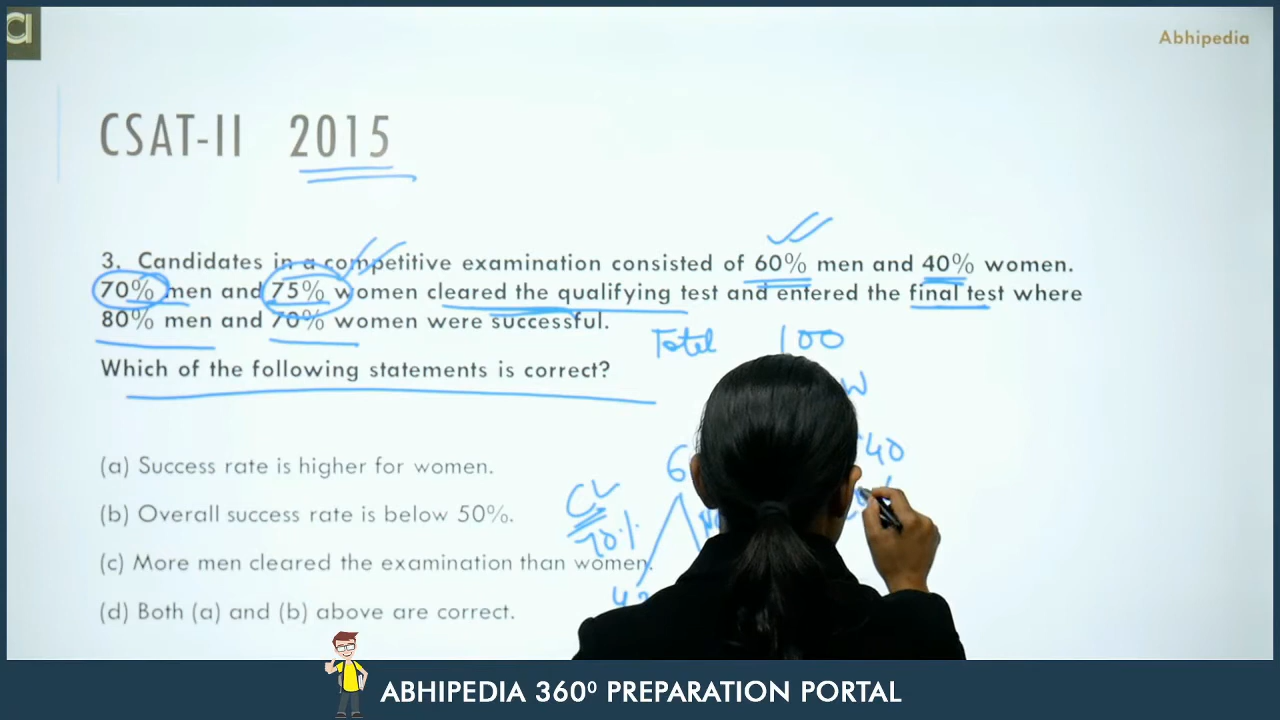 a
Abhipedia
CSAT-II 2015
3. Candidates in a competitive examination consisted of 60% men and 40% women.
70% men and 75% women cleared the qualifying test and entered the final test where
80% men and 70% women were successful.
Total 100
Which of the following statements is correct?
W
(a) Success rate is higher for women.
6
40
CL
(b) Overall success rate is below 50%.
70%
(c) More men cleared the examination than women.
(d) Both (a) and (b) above are correct.
ABHIPEDIA 360⁰ PREPARATION PORTAL